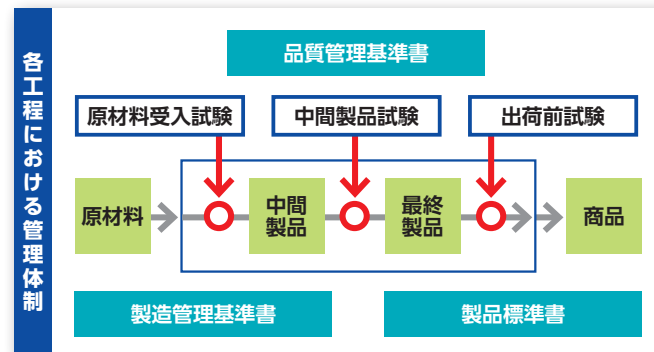 各工程における管理体制
品質管理基準書
原材料受入試験
中間製品試験
出荷前試験
原材料
中間
製品
最終
製品
商品
製造管理基準書
製品標準書